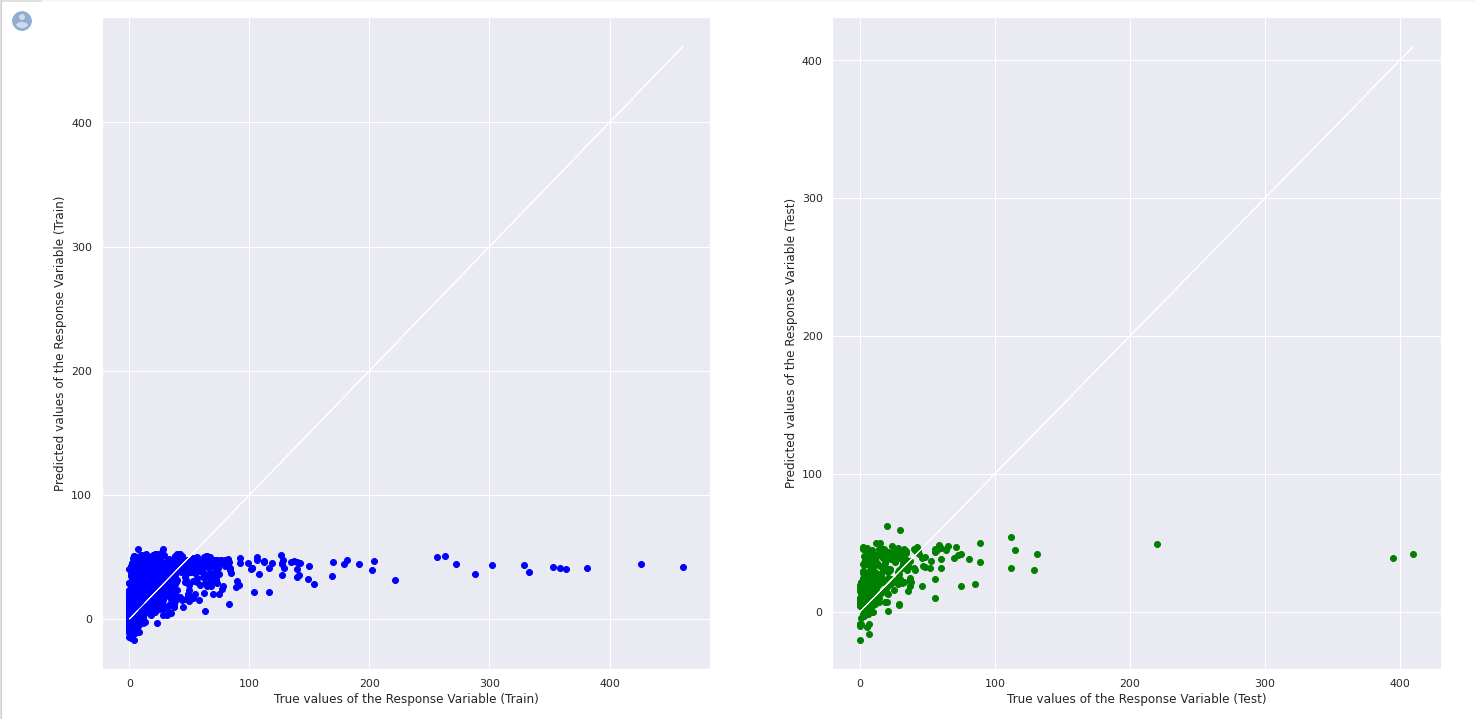 400
300
200
100
0
Predicted values of the Response Variable (Train)
0 100 200 300 400
True values of the Response Variable (Train)
400
300
200
100
0
Predicted values of the Response Variable (Test)
0 100 200 300 400
True values of the Response Variable (Test)